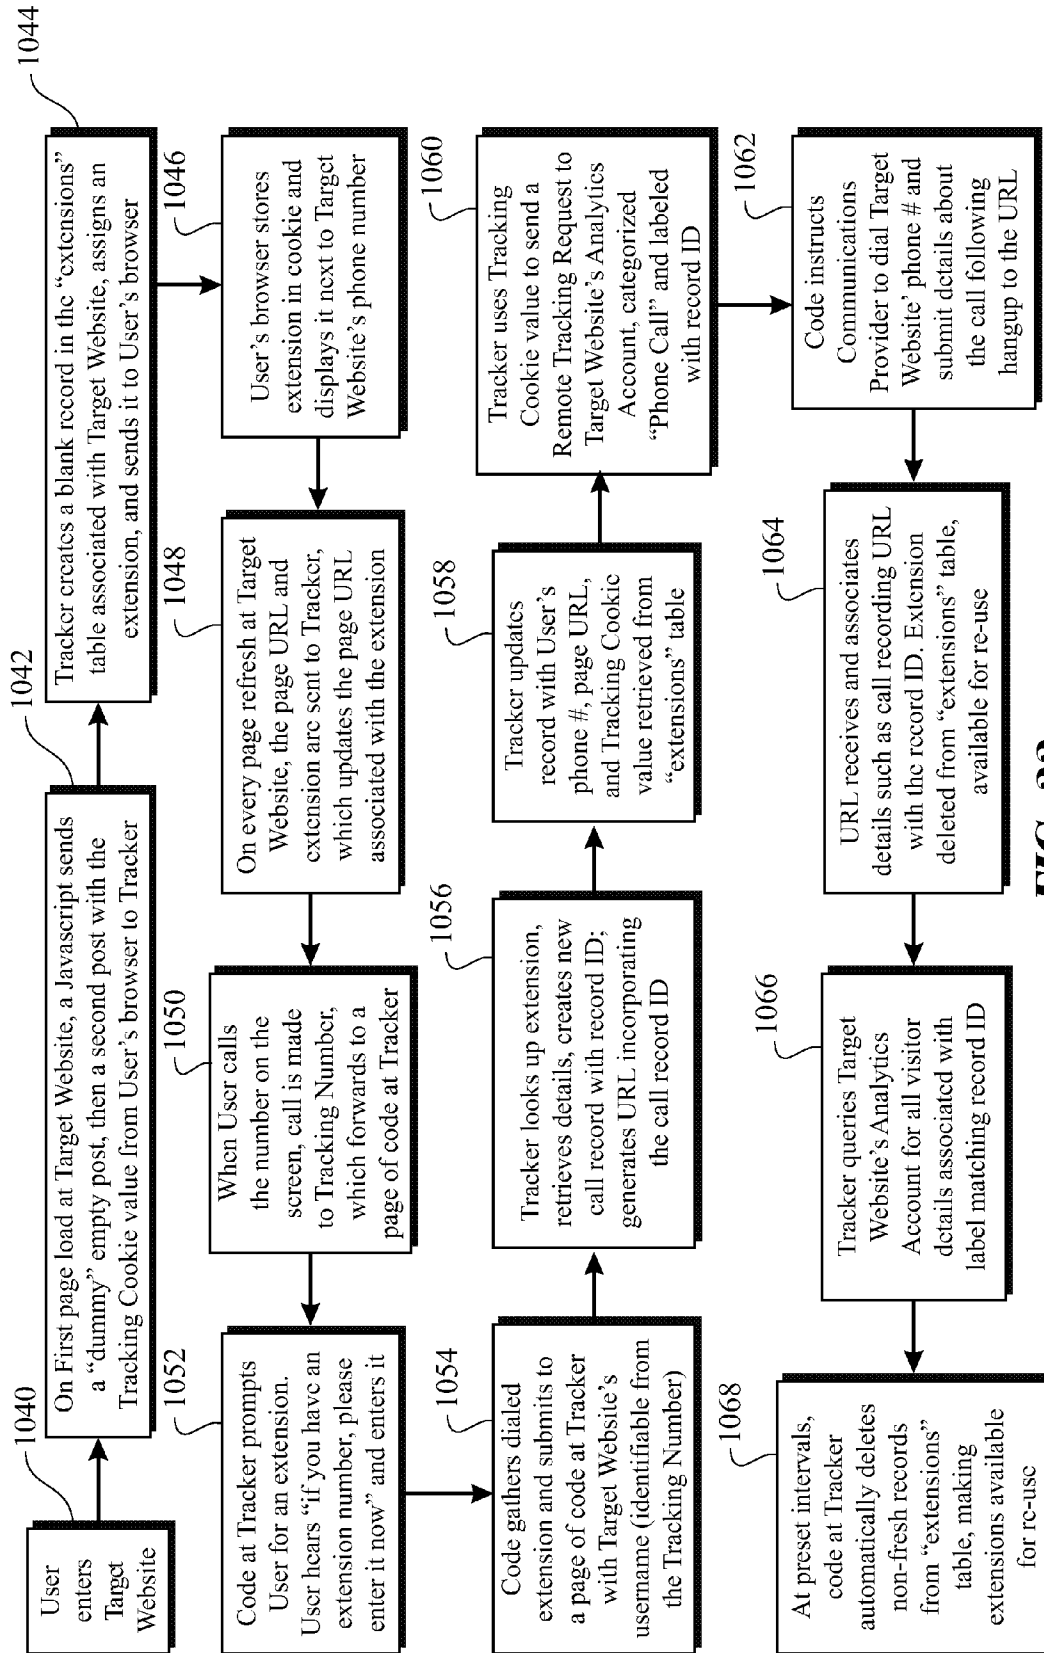 1040
User
enters
Target
Website
1042
On First page load at Target Website, a Javascript sends
a “dummy” empty post, then a second post with the
Tracking Cookie value from User’s browser to Tracker
1044
Tracker creates a blank record in the “extensions”
table associated with Target Website, assigns an
extension, and sends it to User’s browser
1046
User’s browser stores
extension in cookie and
displays it next to Target
Website’s phone number
1048
On every page refresh at Target
Website, the page URL and
extension are sent to Tracker,
which updates the page URL
associated with the extension
1050
When User calls
the number on the
screen, call is made
to Tracking Number,
which forwards to a
page of code at Tracker
1052
Code at Tracker prompts
User for an extension.
User hears “if you have an
extension number, please
enter it now” and enters it
1054
Code gathers dialed
extension and submits to
a page of code at Tracker
with Target Website’s
username (identifiable from
the Tracking Number)
1056
Tracker looks up extension,
retrieves details, creates new
call record with record ID;
generates URL incorporating
the call record ID
1058
Tracker updates
record with User’s
phone #, page URL,
and Tracking Cookie
value retrieved from
“extensions” table
1060
Tracker uses Tracking
Cookie value to send a
Remote Tracking Request to
Target Website’s Analytics
Account, categorized
“Phone Call” and labeled
with record ID
1062
Code instructs
Communications
Provider to dial Target
Website’ phone # and
submit details about
the call following
hangup to the URL
1064
URL receives and associates
details such as call recording URL
with the record ID. Extension
deleted from “extensions” table,
available for re-use
1066
Tracker queries Target
Website’s Analytics
Account for all visitor
details associated with
label matching record ID
1068
At preset intervals,
code at Tracker
automatically deletes
non-fresh records
from “extensions”
table, making
extensions available
for re-use